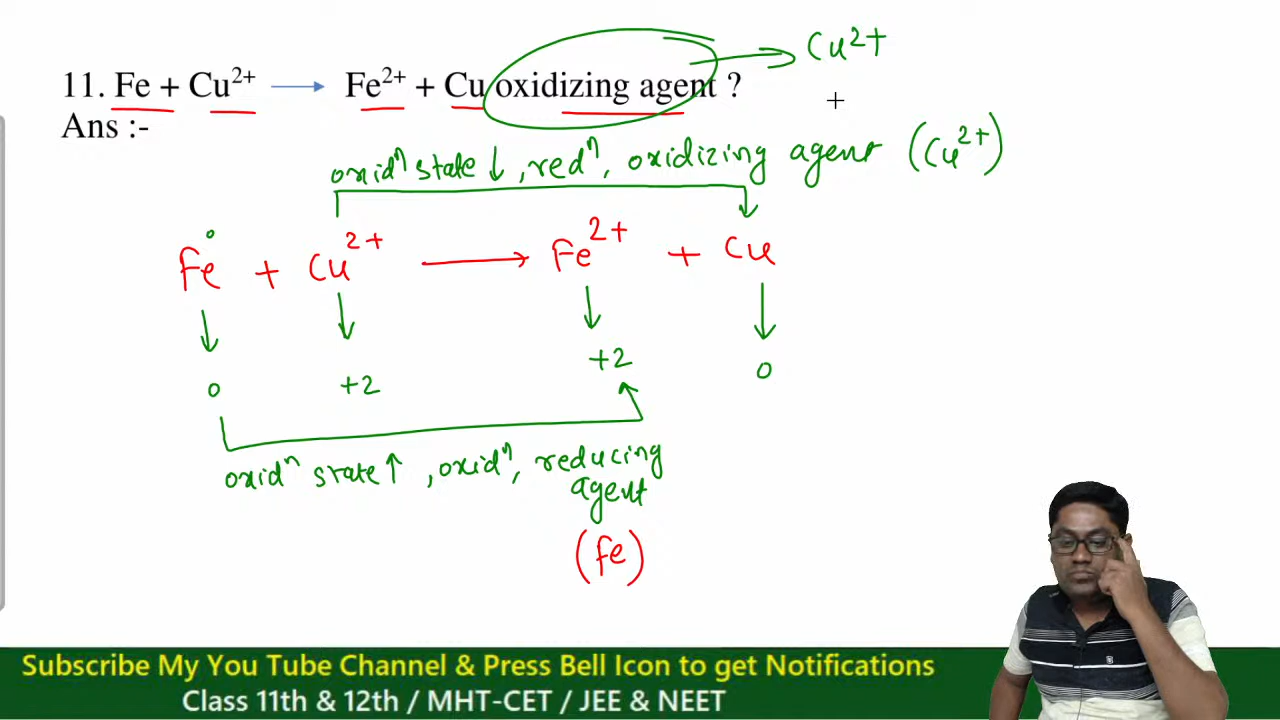 11. Fe + Cu²⁺ → Fe²⁺ + Cu oxidizing agent ? → Cu²⁺
Ans :-
oxidⁿ state ↓, redⁿ, oxidizing agent (Cu²⁺)
Fe⁰ + Cu²⁺ → Fe²⁺ + Cu
0 +2 +2 0
oxidⁿ state ↑, oxidⁿ, reducing
agent
(Fe)
Subscribe My You Tube Channel & Press Bell Icon to get Notifications
Class 11th & 12th / MHT-CET / JEE & NEET